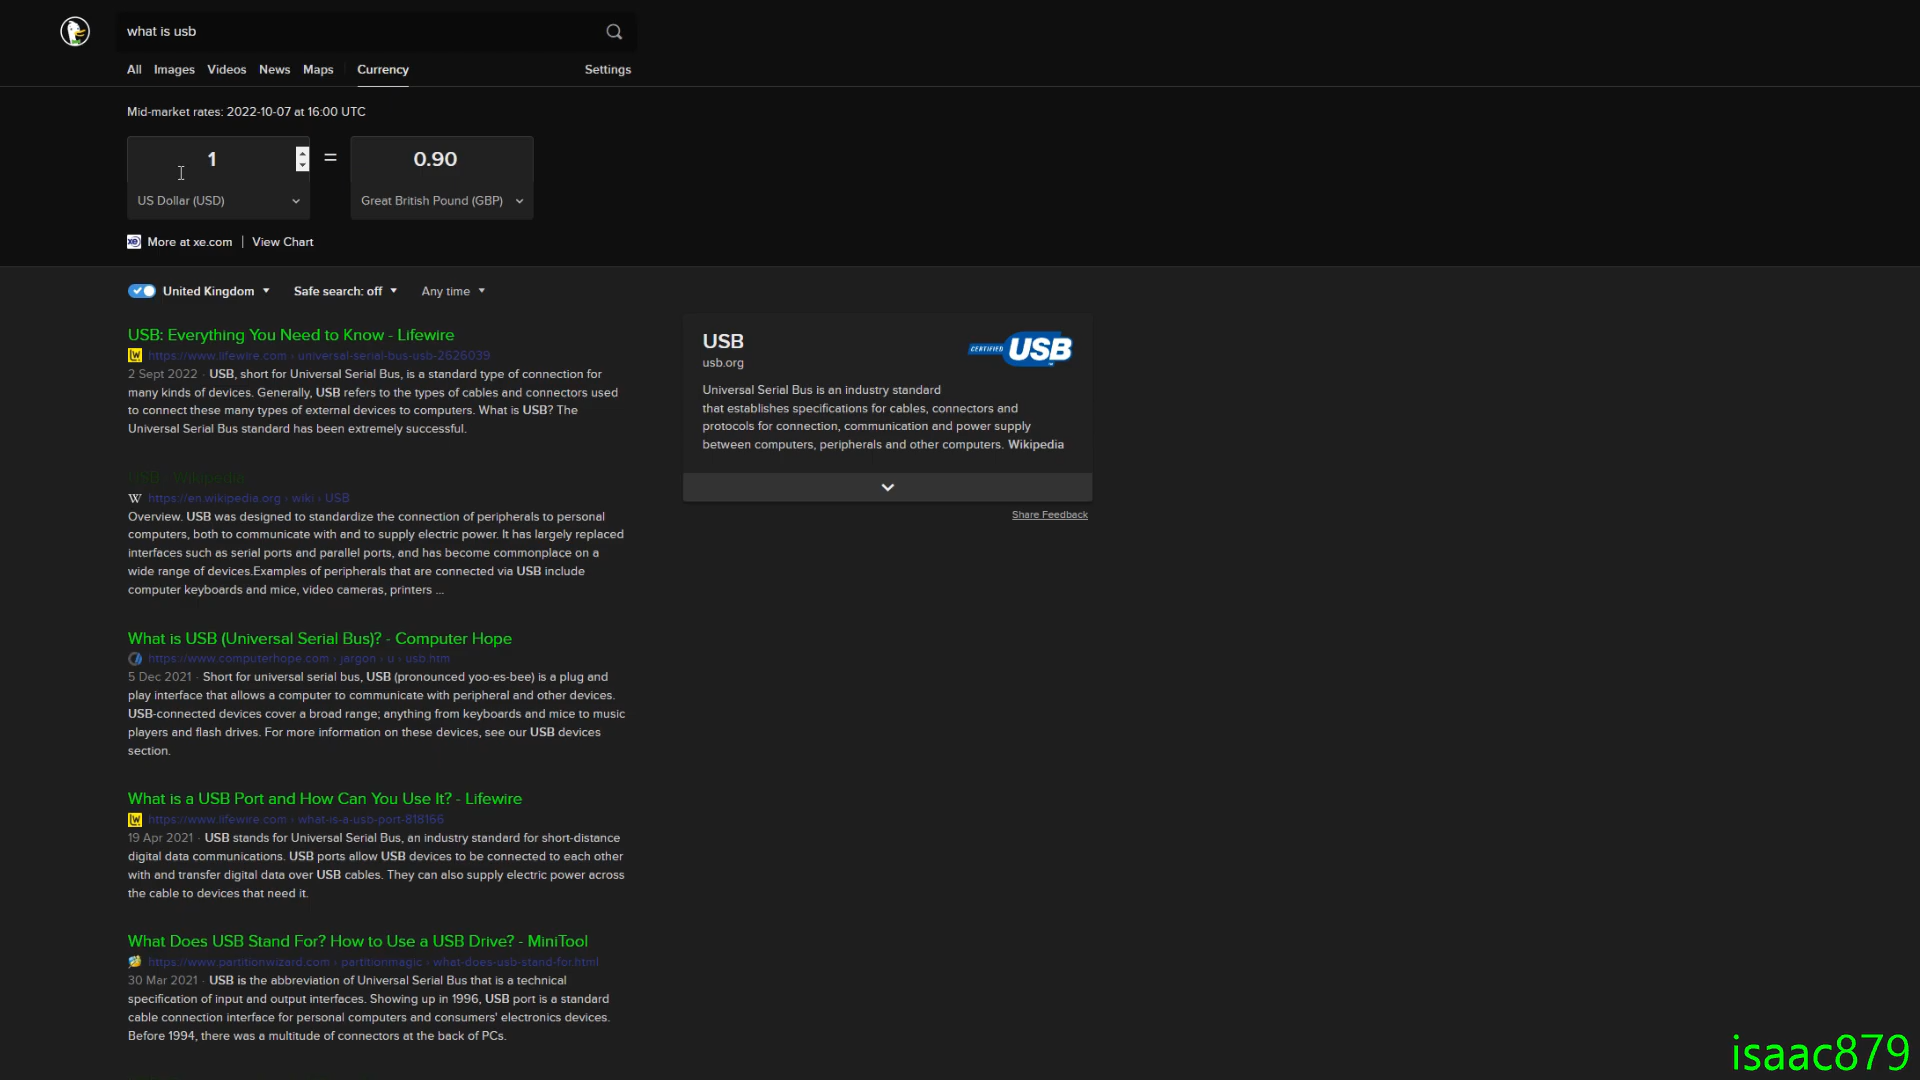 what is usb
All Images Videos News Maps Currency Settings
Mid-market rates: 2022-10-07 at 16:00 UTC
1 = 0.90
US Dollar (USD) Great British Pound (GBP)
xe More at xe.com | View Chart
United Kingdom Safe search: off Any time
USB: Everything You Need to Know - Lifewire
https://www.lifewire.com › universal-serial-bus-usb-2626039
2 Sept 2022 · USB, short for Universal Serial Bus, is a standard type of connection for
many kinds of devices. Generally, USB refers to the types of cables and connectors used
to connect these many types of external devices to computers. What is USB? The
Universal Serial Bus standard has been extremely successful.
USB - Wikipedia
W https://en.wikipedia.org › wiki › USB
Overview. USB was designed to standardize the connection of peripherals to personal
computers, both to communicate with and to supply electric power. It has largely replaced
interfaces such as serial ports and parallel ports, and has become commonplace on a
wide range of devices.Examples of peripherals that are connected via USB include
computer keyboards and mice, video cameras, printers ...
What is USB (Universal Serial Bus)? - Computer Hope
https://www.computerhope.com › jargon › u › usb.htm
5 Dec 2021 · Short for universal serial bus, USB (pronounced yoo-es-bee) is a plug and
play interface that allows a computer to communicate with peripheral and other devices.
USB-connected devices cover a broad range; anything from keyboards and mice to music
players and flash drives. For more information on these devices, see our USB devices
section.
What is a USB Port and How Can You Use It? - Lifewire
https://www.lifewire.com › what-is-a-usb-port-818166
19 Apr 2021 · USB stands for Universal Serial Bus, an industry standard for short-distance
digital data communications. USB ports allow USB devices to be connected to each other
with and transfer digital data over USB cables. They can also supply electric power across
the cable to devices that need it.
What Does USB Stand For? How to Use a USB Drive? - MiniTool
https://www.partitionwizard.com › partitionmagic › what-does-usb-stand-for.html
30 Mar 2021 · USB is the abbreviation of Universal Serial Bus that is a technical
specification of input and output interfaces. Showing up in 1996, USB port is a standard
cable connection interface for personal computers and consumers' electronics devices.
Before 1994, there was a multitude of connectors at the back of PCs.
USB
usb.org
CERTIFIED USB
Universal Serial Bus is an industry standard
that establishes specifications for cables, connectors and
protocols for connection, communication and power supply
between computers, peripherals and other computers. Wikipedia
Share Feedback
isaac879